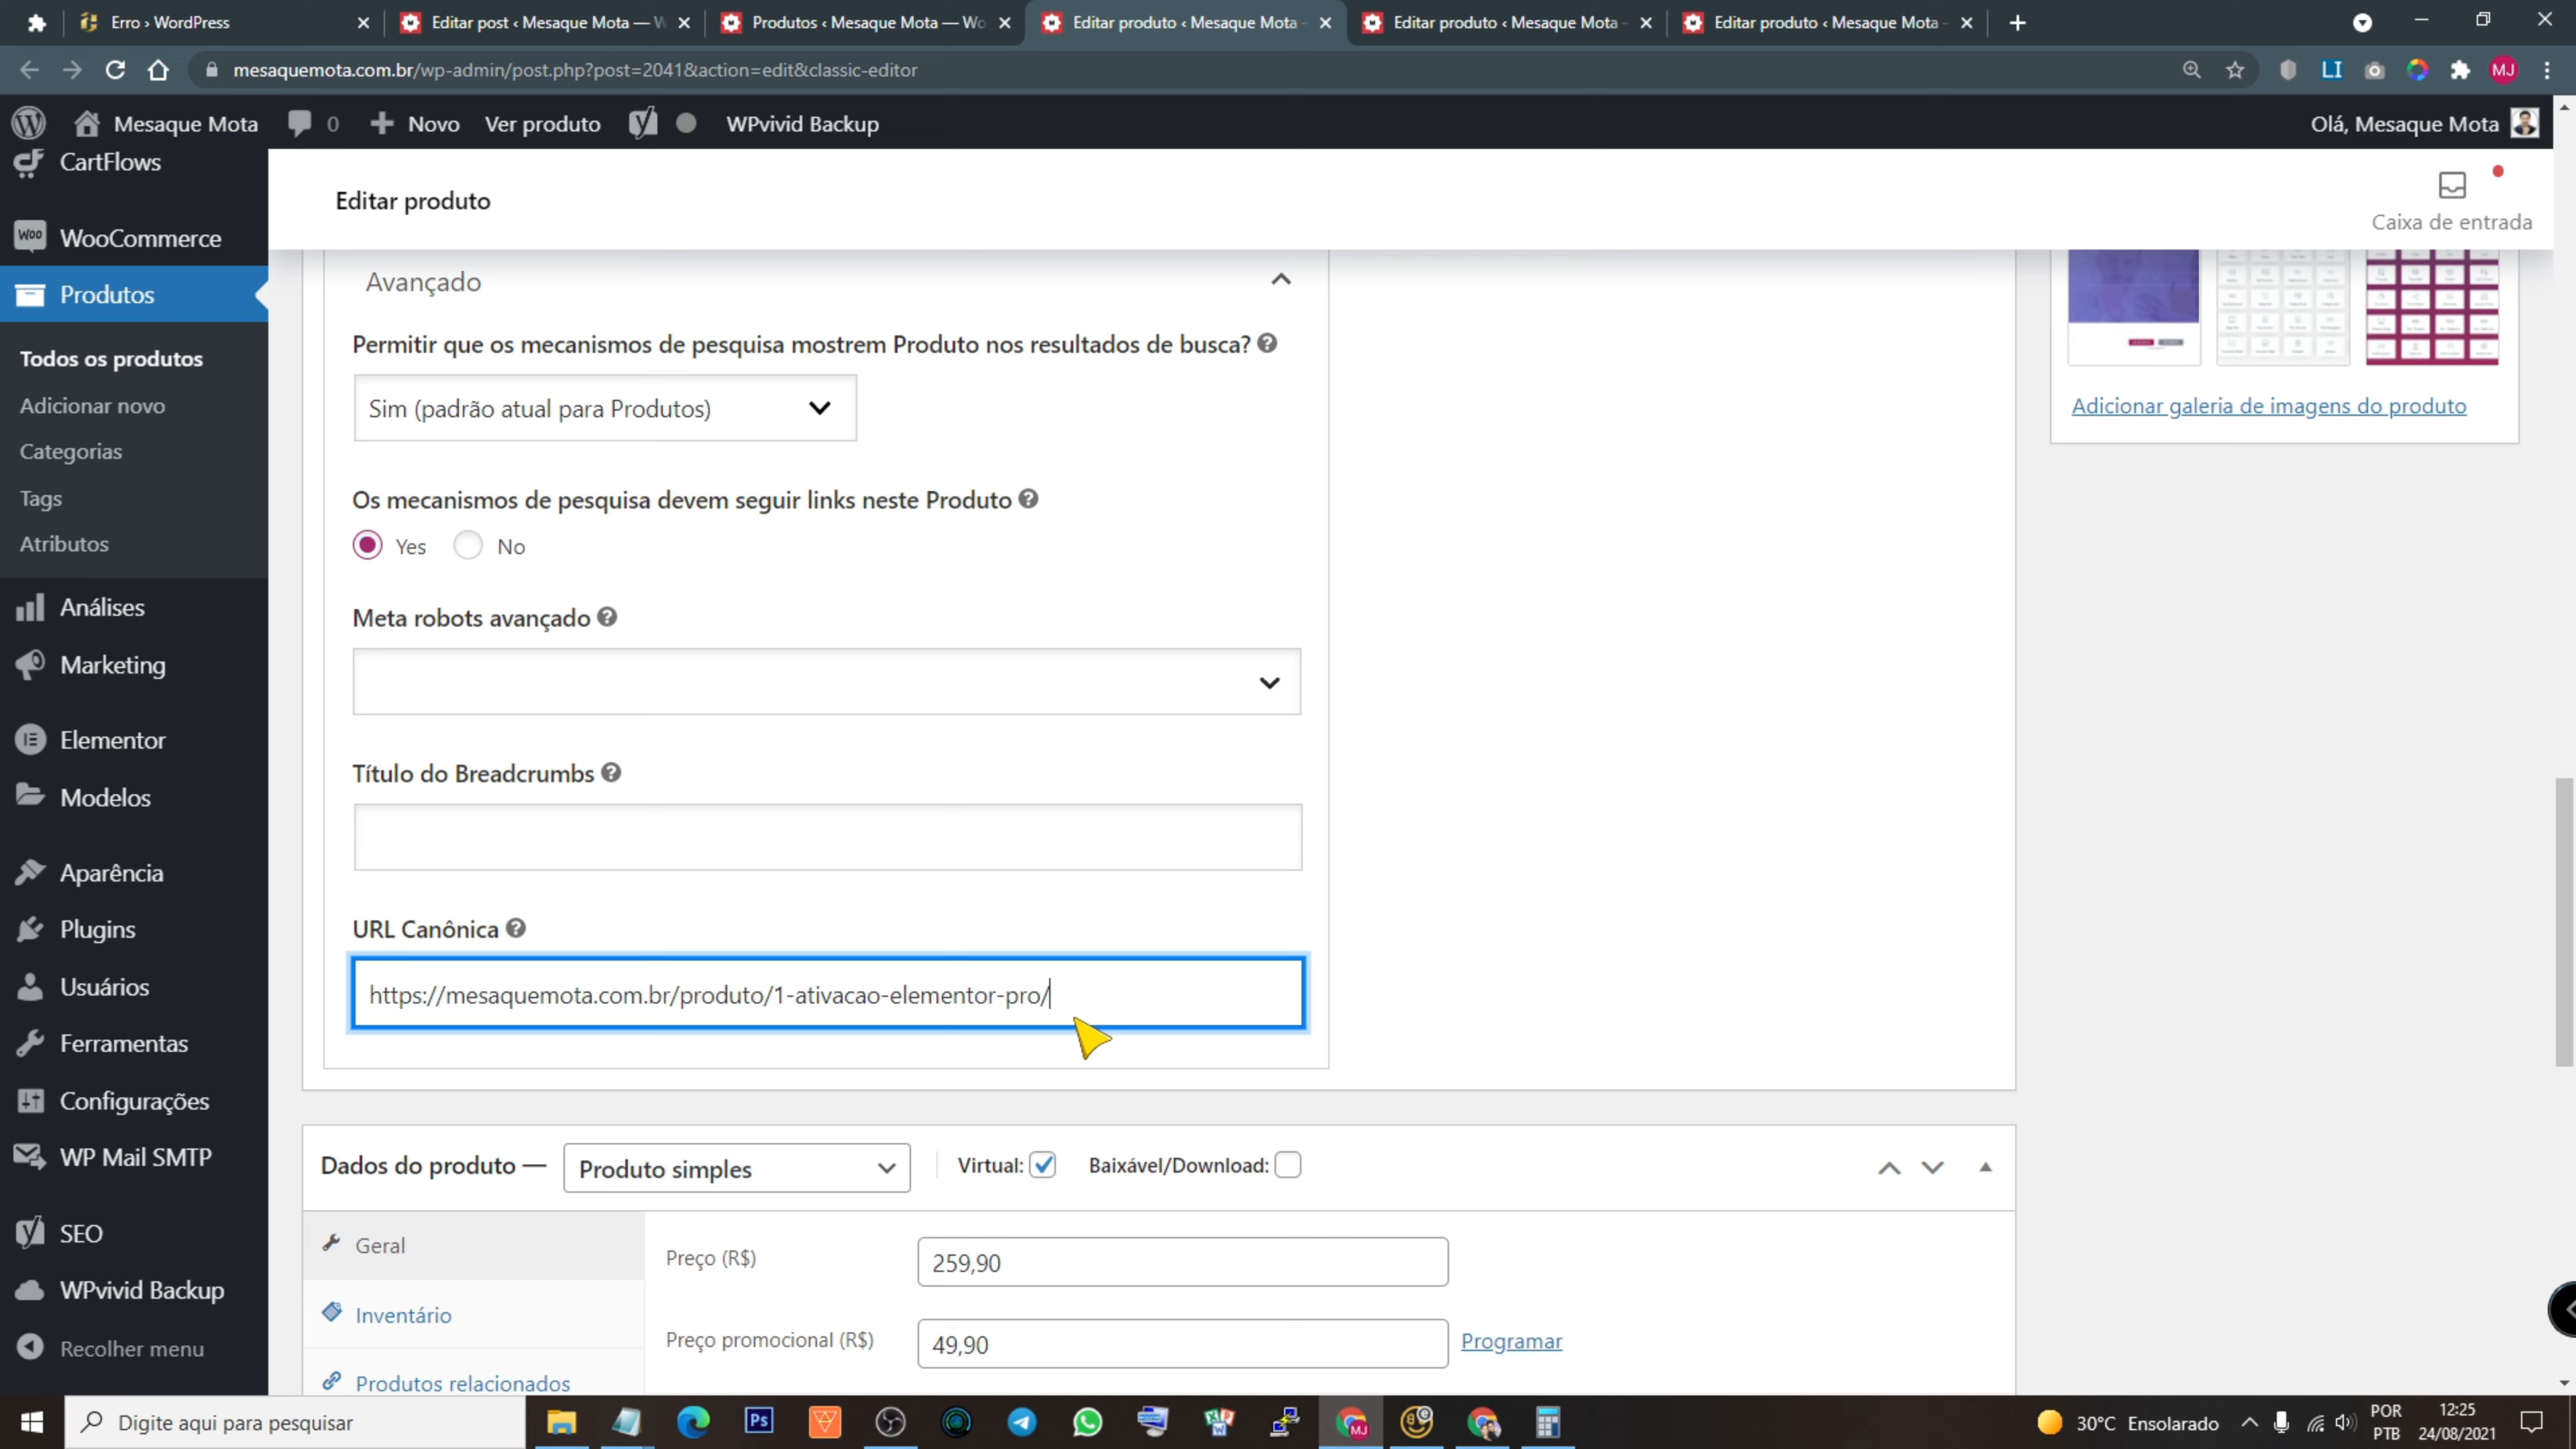 Erro › WordPress
Editar post ‹ Mesaque Mota — W
Produtos ‹ Mesaque Mota — Wo
Editar produto ‹ Mesaque Mota -
Editar produto ‹ Mesaque Mota -
Editar produto ‹ Mesaque Mota -
mesaquemota.com.br/wp-admin/post.php?post=2041&action=edit&classic-editor
LI
MJ
Mesaque Mota
0
Novo
Ver produto
WPvivid Backup
Olá, Mesaque Mota
CartFlows
WooCommerce
Produtos
Todos os produtos
Adicionar novo
Categorias
Tags
Atributos
Análises
Marketing
Elementor
Modelos
Aparência
Plugins
Usuários
Ferramentas
Configurações
WP Mail SMTP
SEO
WPvivid Backup
Recolher menu
Editar produto
Caixa de entrada
Avançado
Permitir que os mecanismos de pesquisa mostrem Produto nos resultados de busca?
Sim (padrão atual para Produtos)
Os mecanismos de pesquisa devem seguir links neste Produto
Yes
No
Meta robots avançado
Título do Breadcrumbs
URL Canônica
https://mesaquemota.com.br/produto/1-ativacao-elementor-pro/
Adicionar galeria de imagens do produto
Dados do produto —
Produto simples
Virtual:
Baixável/Download:
Geral
Inventário
Produtos relacionados
Preço (R$)
259,90
Preço promocional (R$)
49,90
Programar
Digite aqui para pesquisar
Ps
MJ
30°C Ensolarado
POR
PTB
12:25
24/08/2021